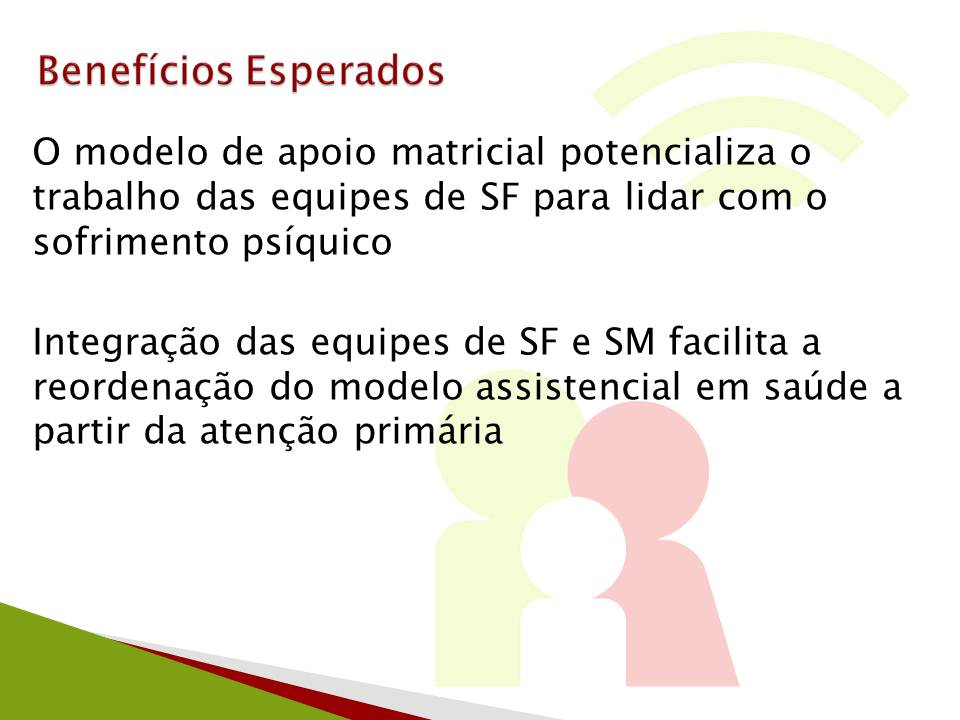 Benefícios Esperados
O modelo de apoio matricial potencializa o
trabalho das equipes de SF para lidar com o
sofrimento psíquico
Integração das equipes de SF e SM facilita a
reordenação do modelo assistencial em saúde a
partir da atenção primária